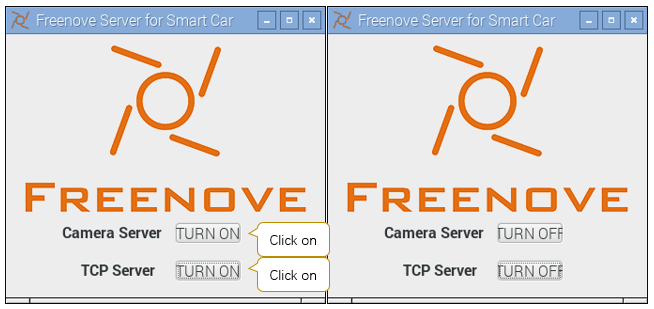 Freenove Server for Smart Car
FREENOVE
Camera Server TURN ON
Click on
TCP Server TURN ON
Click on
Freenove Server for Smart Car
FREENOVE
Camera Server TURN OFF
TCP Server TURN OFF